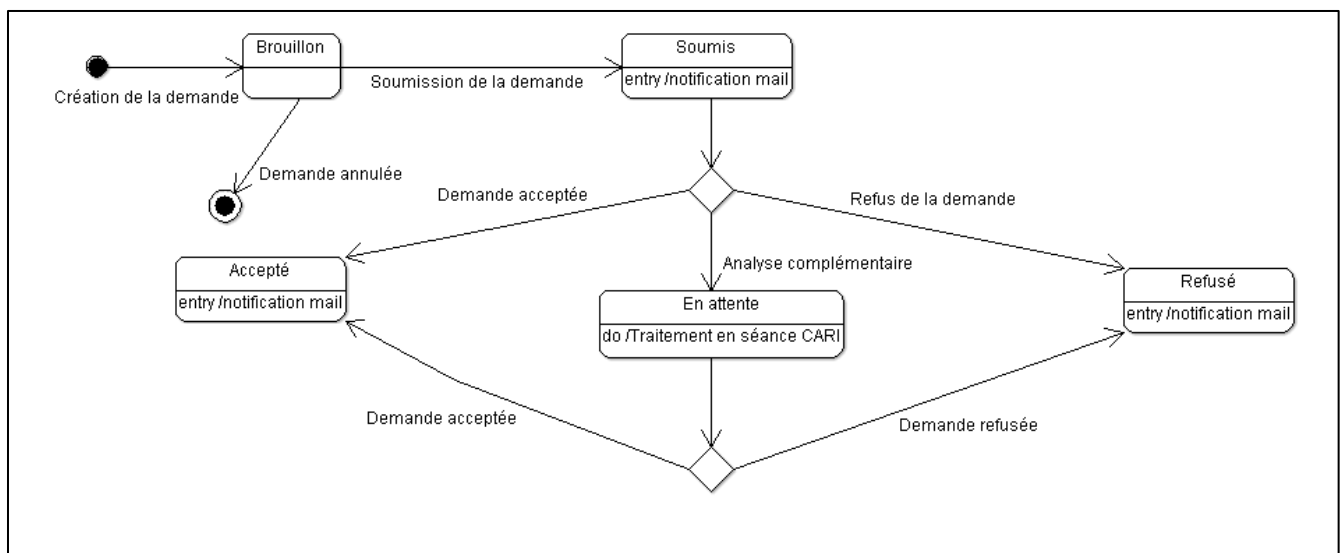 Brouillon
Soumis
entry /notification mail
Soumission de la demande
Création de la demande
Demande annulée
Demande acceptée
Refus de la demande
Analyse complémentaire
Accepté
entry /notification mail
En attente
do /Traitement en séance CARI
Refusé
entry /notification mail
Demande acceptée
Demande refusée